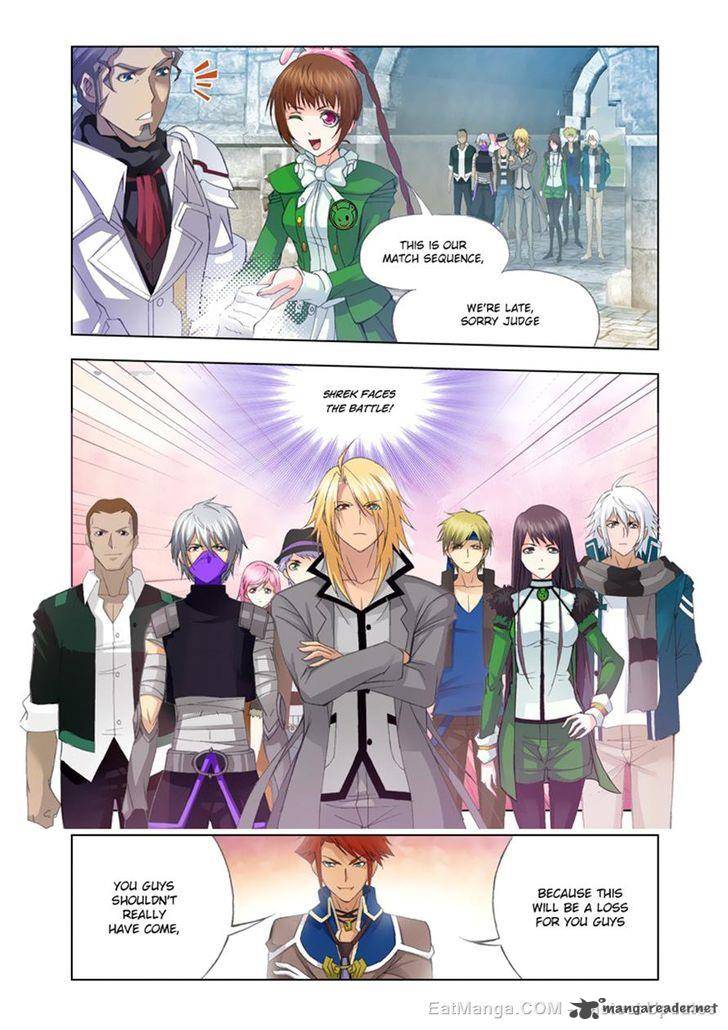 THIS IS OUR
MATCH SEQUENCE,
WE'RE LATE,
SORRY JUDGE
SHREK FACES
THE BATTLE!
YOU GUYS
SHOULDN'T
REALLY
HAVE COME,
BECAUSE THIS
WILL BE A LOSS
FOR YOU GUYS
EatManga.COM -
mangareader.net